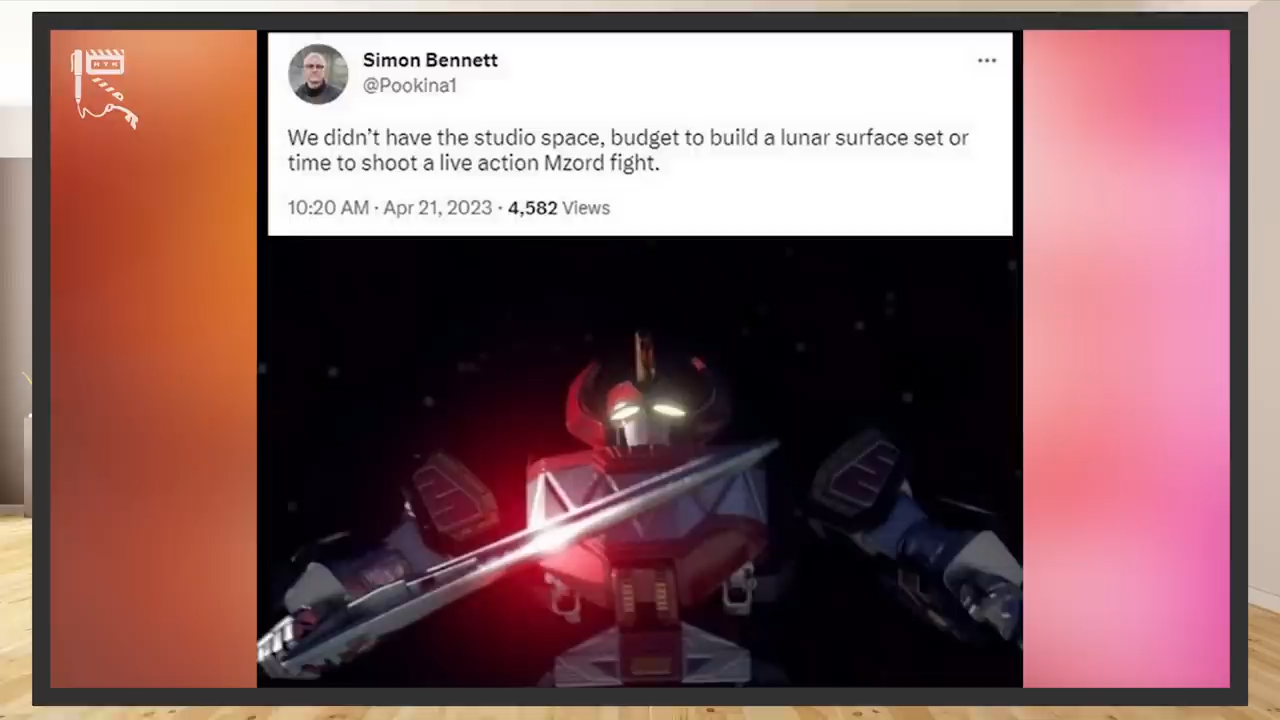 RTK
Simon Bennett
@Pookina1
We didn't have the studio space, budget to build a lunar surface set or
time to shoot a live action Mzord fight.
10:20 AM · Apr 21, 2023 · 4,582 Views